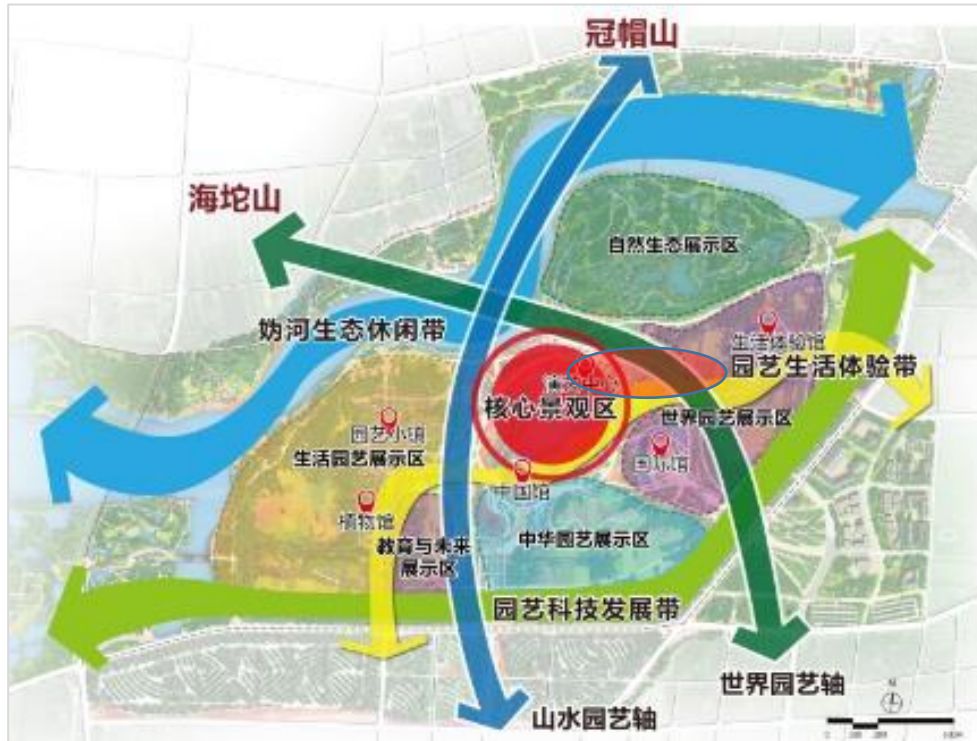 冠帽山
海坨山
自然生态展示区
妫河生态休闲带
生活体验馆
园艺生活体验带
演艺中心
核心景观区
世界园艺展示区
园艺小镇
生活园艺展示区
国际馆
中国馆
植物馆
中华园艺展示区
教育与未来
展示区
园艺科技发展带
世界园艺轴
山水园艺轴
N